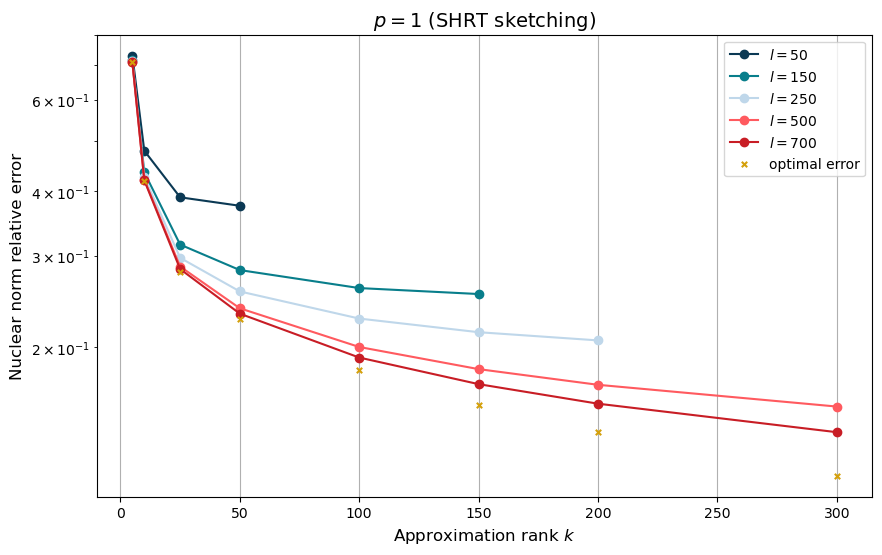 p = 1 (SHRT sketching)
Nuclear norm relative error
6 × 10⁻¹
4 × 10⁻¹
3 × 10⁻¹
2 × 10⁻¹
l = 50
l = 150
l = 250
l = 500
l = 700
optimal error
0 50 100 150 200 250 300
Approximation rank k